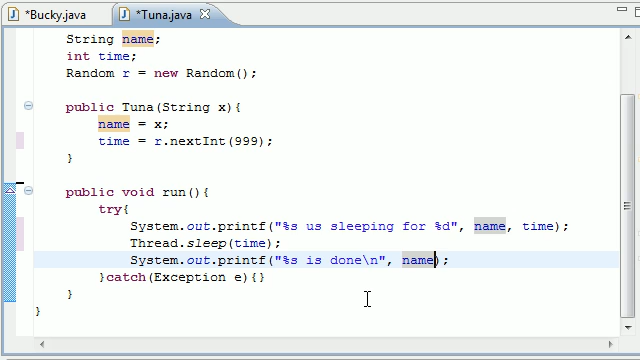 *Bucky.java
*Tuna.java
String name;
int time;
Random r = new Random();
public Tuna(String x){
name = x;
time = r.nextInt(999);
}
public void run(){
try{
System.out.printf("%s us sleeping for %d", name, time);
Thread.sleep(time);
System.out.printf("%s is done\n", name);
}catch(Exception e){}
}
}